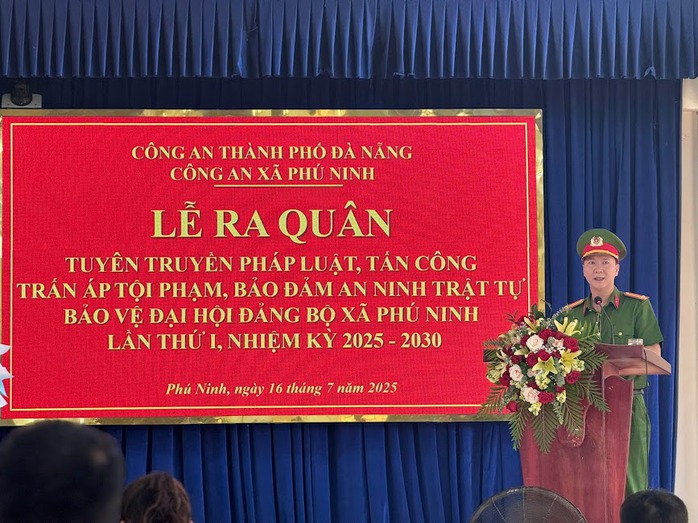 CÔNG AN THÀNH PHỐ ĐÀ NẴNG
CÔNG AN XÃ PHÚ NINH
LỄ RA QUÂN
TUYÊN TRUYỀN PHÁP LUẬT, TẤN CÔNG
TRẤN ÁP TỘI PHẠM, BẢO ĐẢM AN NINH TRẬT TỰ
BẢO VỆ ĐẠI HỘI ĐẢNG BỘ XÃ PHÚ NINH
LẦN THỨ I, NHIỆM KỲ 2025 - 2030
Phú Ninh, ngày 16 tháng 7 năm 2025